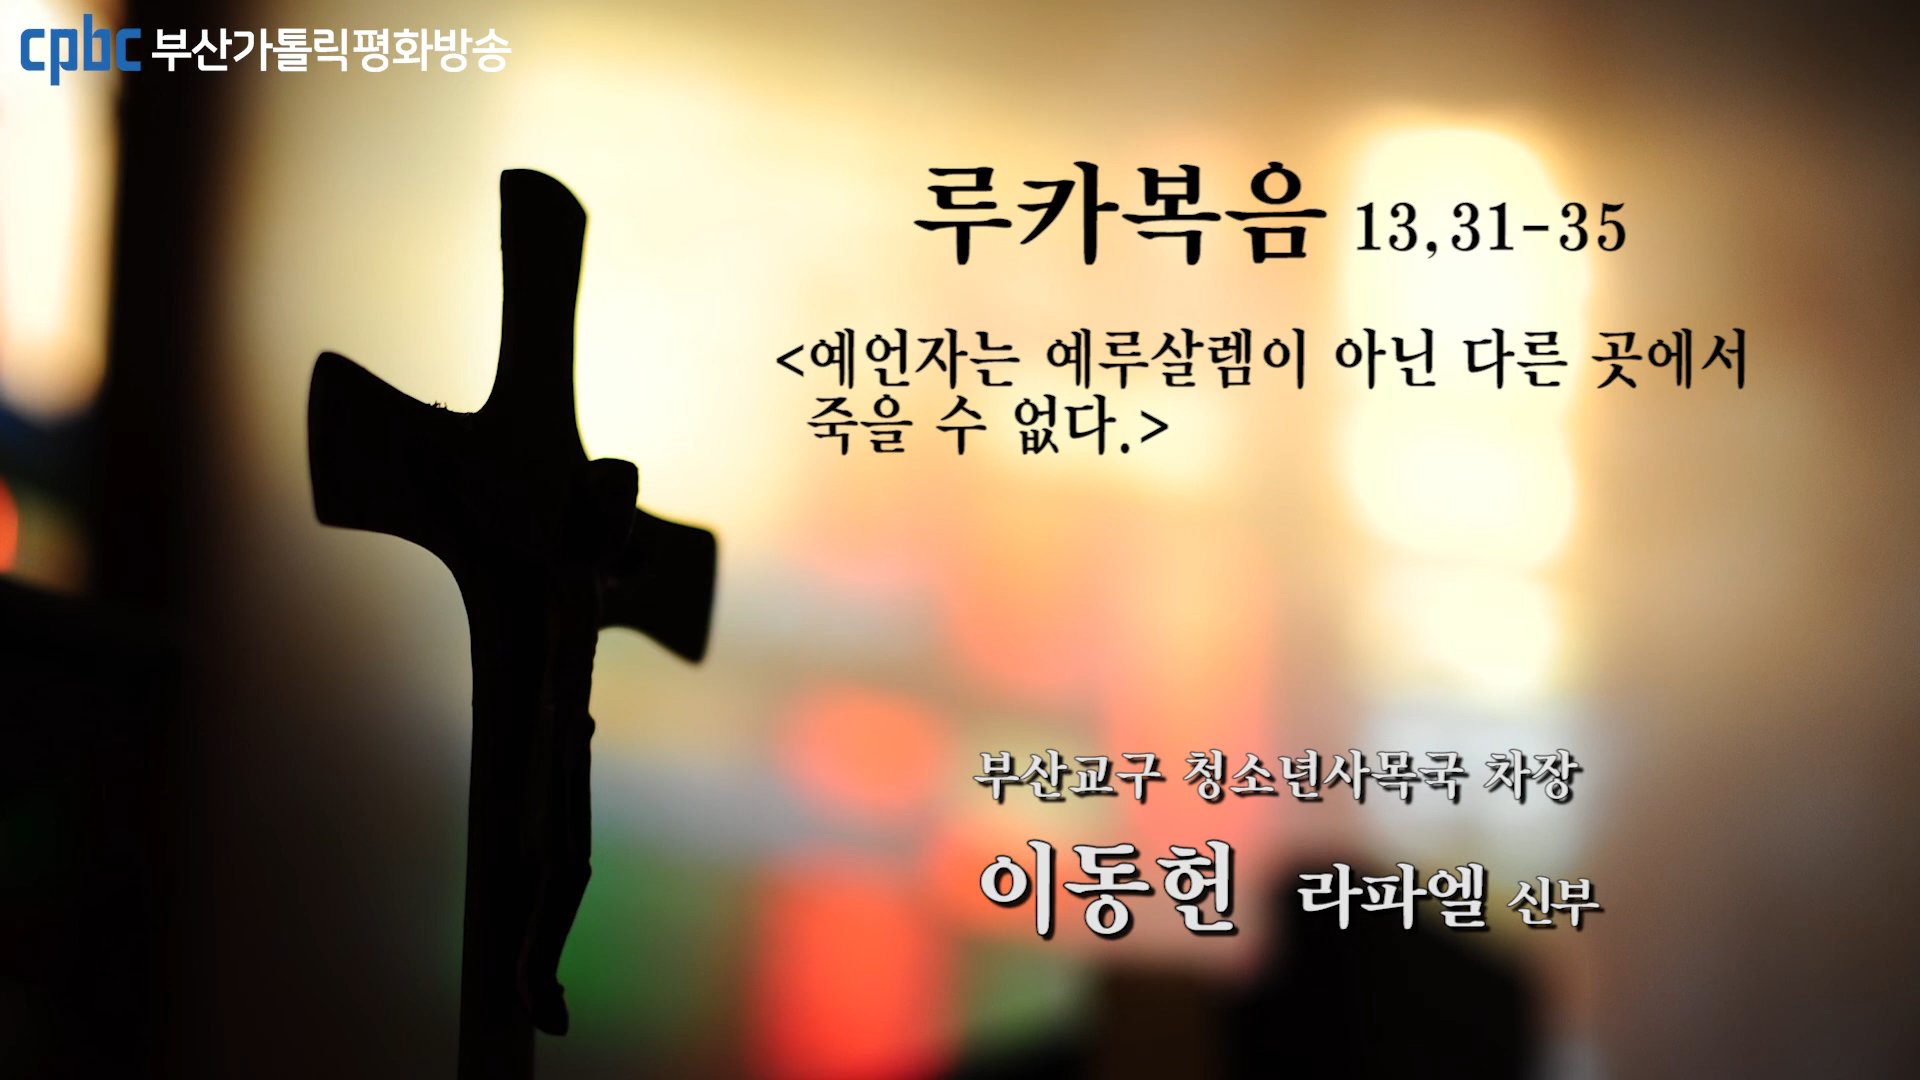 cpbc 부산가톨릭평화방송
루카복음 13,31-35
<예언자는 예루살렘이 아닌 다른 곳에서
죽을 수 없다.>
부산교구 청소년사목국 차장
이동헌 라파엘 신부